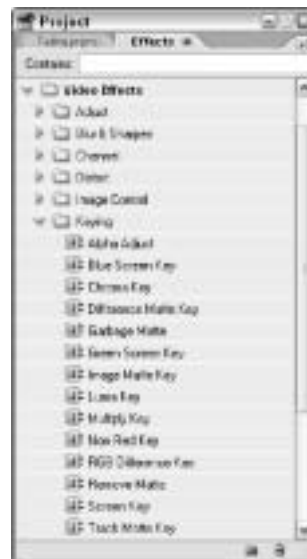 Project
Effects
Contains:
Video Effects
Adjust
Blur & Sharpen
Channel
Distort
Image Control
Keying
Alpha Adjust
Blue Screen Key
Chroma Key
Difference Matte Key
Garbage Matte
Green Screen Key
Image Matte Key
Luma Key
Multiply Key
Non Red Key
RGB Difference Key
Remove Matte
Screen Key
Track Matte Key